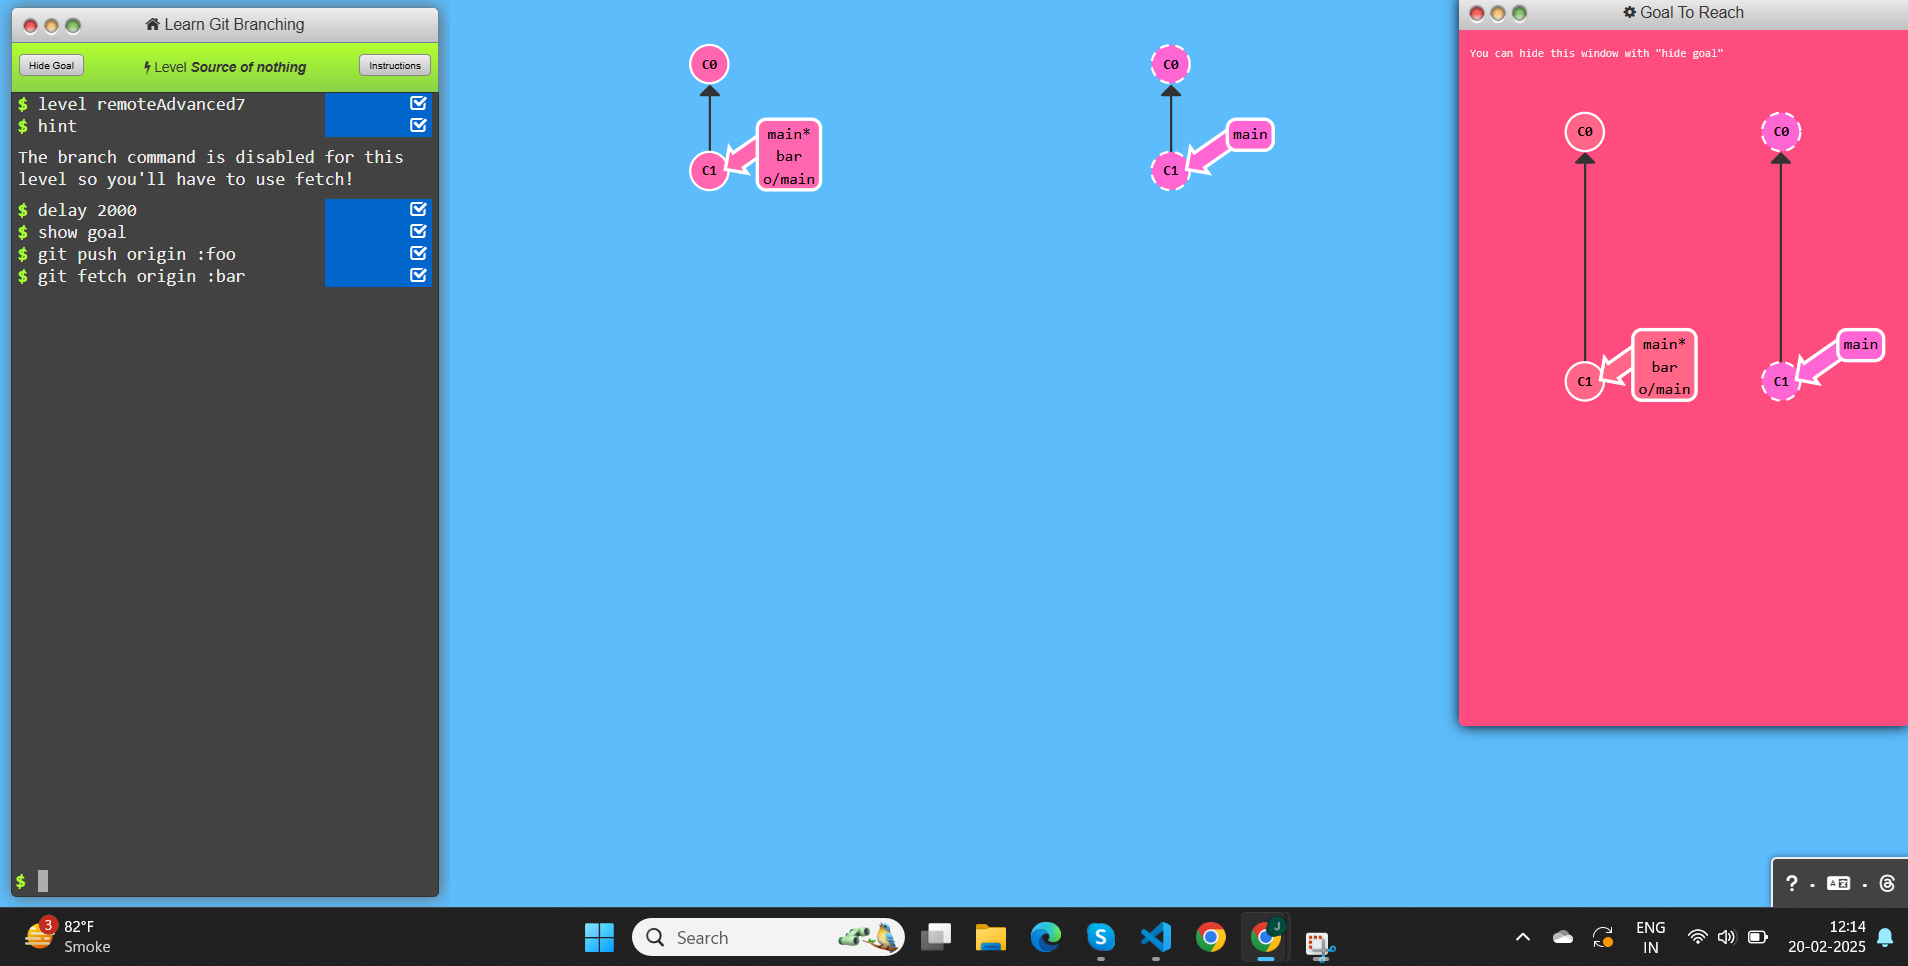 Learn Git Branching
Hide Goal
Level Source of nothing
Instructions
$ level remoteAdvanced7
$ hint
The branch command is disabled for this
level so you'll have to use fetch!
$ delay 2000
$ show goal
$ git push origin :foo
$ git fetch origin :bar
$
C0
C1
main*
bar
o/main
C0
C1
main
Goal To Reach
You can hide this window with "hide goal"
C0
C1
main*
bar
o/main
C0
C1
main
?
3
82°F
Smoke
Search
S
J
ENG
IN
12:14
20-02-2025